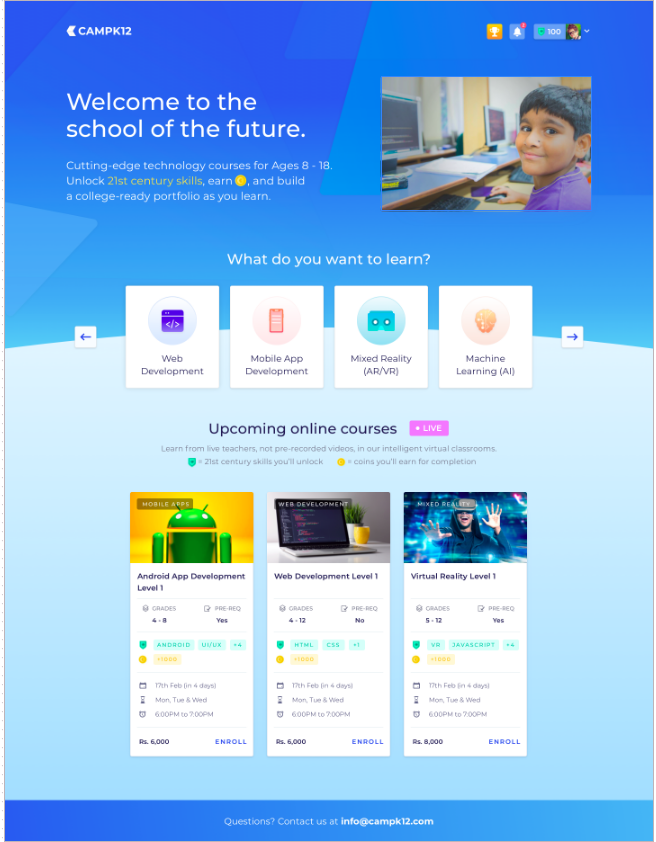 CAMPK12
100
Welcome to the
school of the future.
Cutting-edge technology courses for Ages 8 - 18.
Unlock 21st century skills, earn C, and build
a college-ready portfolio as you learn.
What do you want to learn?
Web
Development
Mobile App
Development
Mixed Reality
(AR/VR)
Machine
Learning (AI)
Upcoming online courses
LIVE
Learn from live teachers, not pre-recorded videos, in our intelligent virtual classrooms.
= 21st century skills you'll unlock
= coins you'll earn for completion
MOBILE APPS
Android App Development
Level 1
GRADES PRE-REQ
4 - 8 Yes
ANDROID UI/UX +4
+1000
17th Feb (in 4 days)
Mon, Tue & Wed
6:00PM to 7:00PM
Rs. 6,000 ENROLL
WEB DEVELOPMENT
Web Development Level 1
GRADES PRE-REQ
4 - 12 No
HTML CSS +1
+1000
17th Feb (in 4 days)
Mon, Tue & Wed
6:00PM to 7:00PM
Rs. 6,000 ENROLL
MIXED REALITY
Virtual Reality Level 1
GRADES PRE-REQ
5 - 12 Yes
VR JAVASCRIPT +4
+1000
17th Feb (in 4 days)
Mon, Tue & Wed
6:00PM to 7:00PM
Rs. 8,000 ENROLL
Questions? Contact us at info@campk12.com